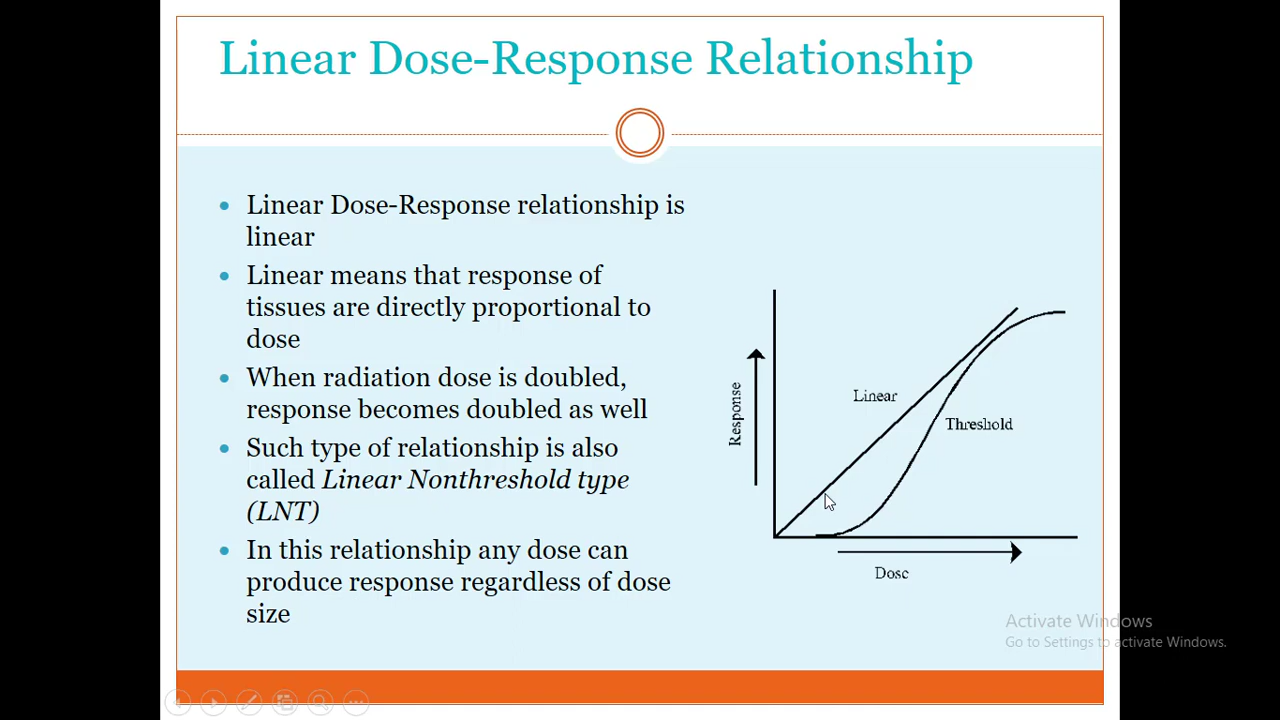 Linear Dose-Response Relationship
Linear Dose-Response relationship is
linear
Linear means that response of
tissues are directly proportional to
dose
When radiation dose is doubled,
response becomes doubled as well
Such type of relationship is also
called Linear Nonthreshold type
(LNT)
In this relationship any dose can
produce response regardless of dose
size
Response
Linear
Threshold
Dose
Activate Windows
Go to Settings to activate Windows.